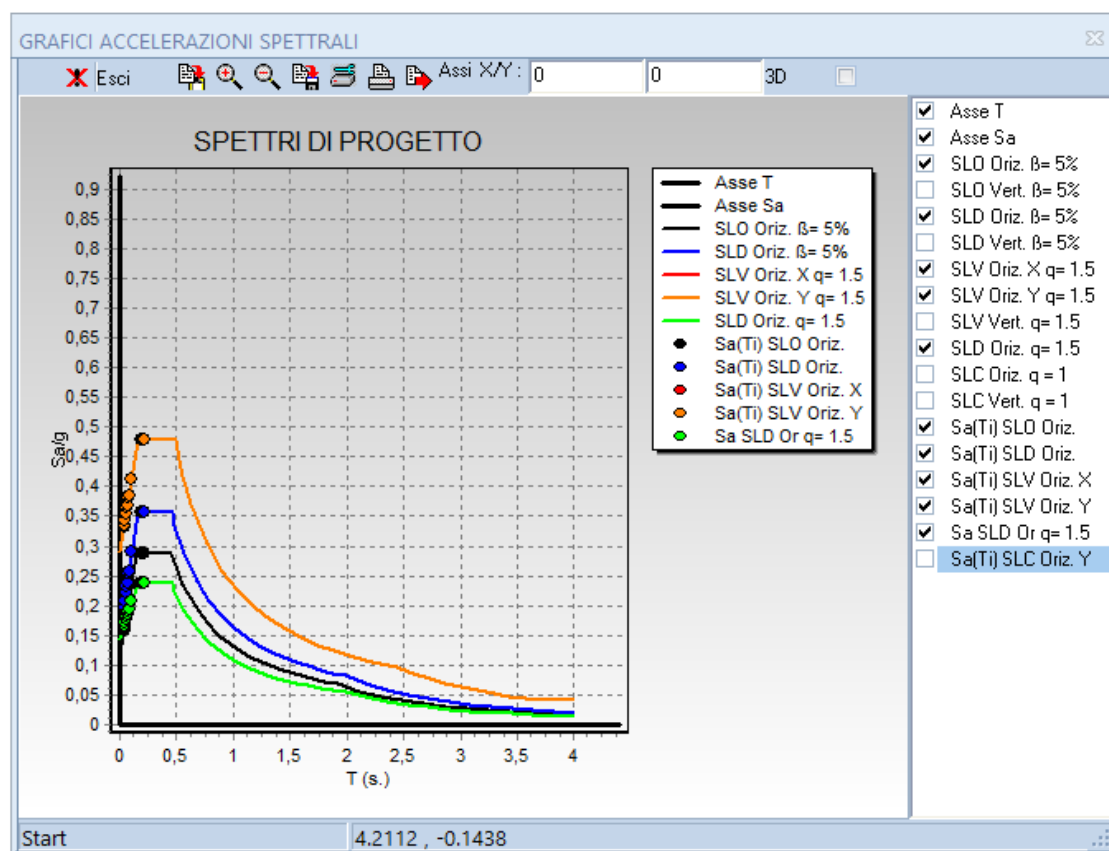 GRAFICI ACCELERAZIONI SPETTRALI
Esci Assi X/Y : 0 0 3D
SPETTRI DI PROGETTO
Sa/g
0,9
0,85
0,8
0,75
0,7
0,65
0,6
0,55
0,5
0,45
0,4
0,35
0,3
0,25
0,2
0,15
0,1
0,05
0
0 0,5 1 1,5 2 2,5 3 3,5 4
T (s.)
Asse T
Asse Sa
SLO Oriz. ß= 5%
SLD Oriz. ß= 5%
SLV Oriz. X q= 1.5
SLV Oriz. Y q= 1.5
SLD Oriz. q= 1.5
Sa(Ti) SLO Oriz.
Sa(Ti) SLD Oriz.
Sa(Ti) SLV Oriz. X
Sa(Ti) SLV Oriz. Y
Sa SLD Or q= 1.5
Asse T
Asse Sa
SLO Oriz. ß= 5%
SLO Vert. ß= 5%
SLD Oriz. ß= 5%
SLD Vert. ß= 5%
SLV Oriz. X q= 1.5
SLV Oriz. Y q= 1.5
SLV Vert. q= 1.5
SLD Oriz. q= 1.5
SLC Oriz. q = 1
SLC Vert. q = 1
Sa(Ti) SLO Oriz.
Sa(Ti) SLD Oriz.
Sa(Ti) SLV Oriz. X
Sa(Ti) SLV Oriz. Y
Sa SLD Or q= 1.5
Sa(Ti) SLC Oriz. Y
Start 4.2112 , -0.1438